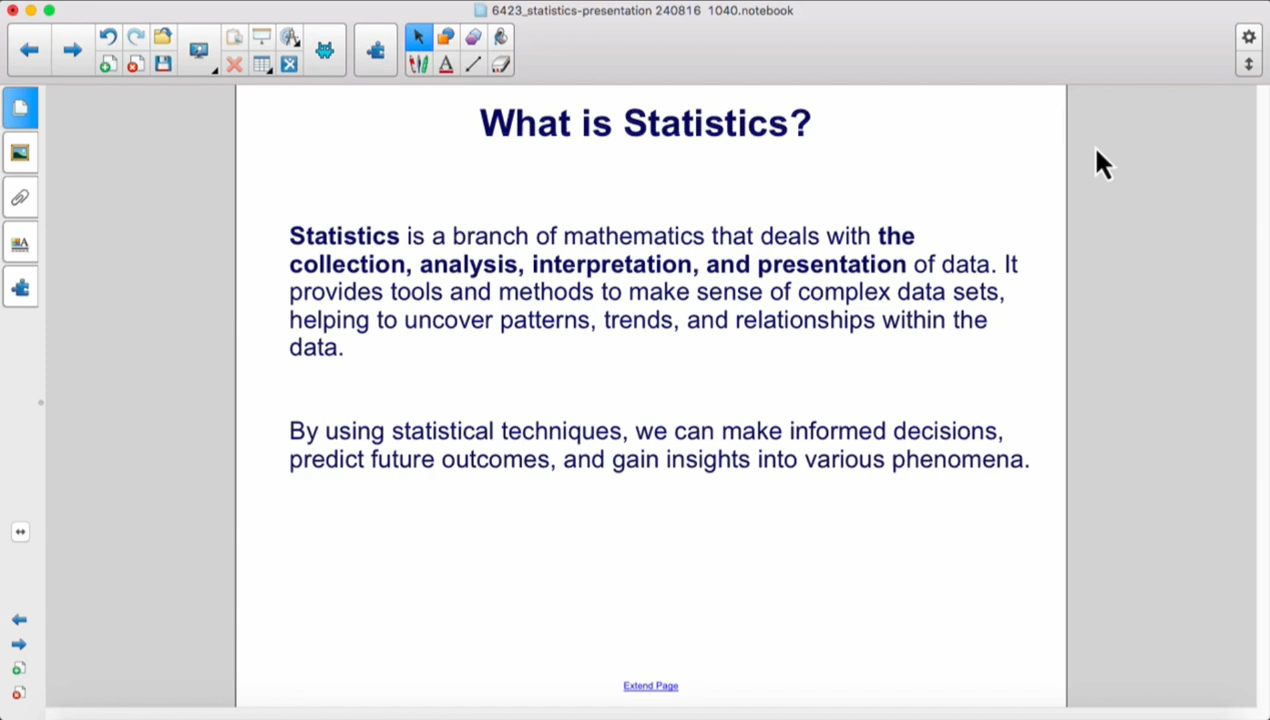 6423_statistics-presentation 240816 1040.notebook
What is Statistics?
Statistics is a branch of mathematics that deals with the
collection, analysis, interpretation, and presentation of data. It
provides tools and methods to make sense of complex data sets,
helping to uncover patterns, trends, and relationships within the
data.
By using statistical techniques, we can make informed decisions,
predict future outcomes, and gain insights into various phenomena.
Extend Page